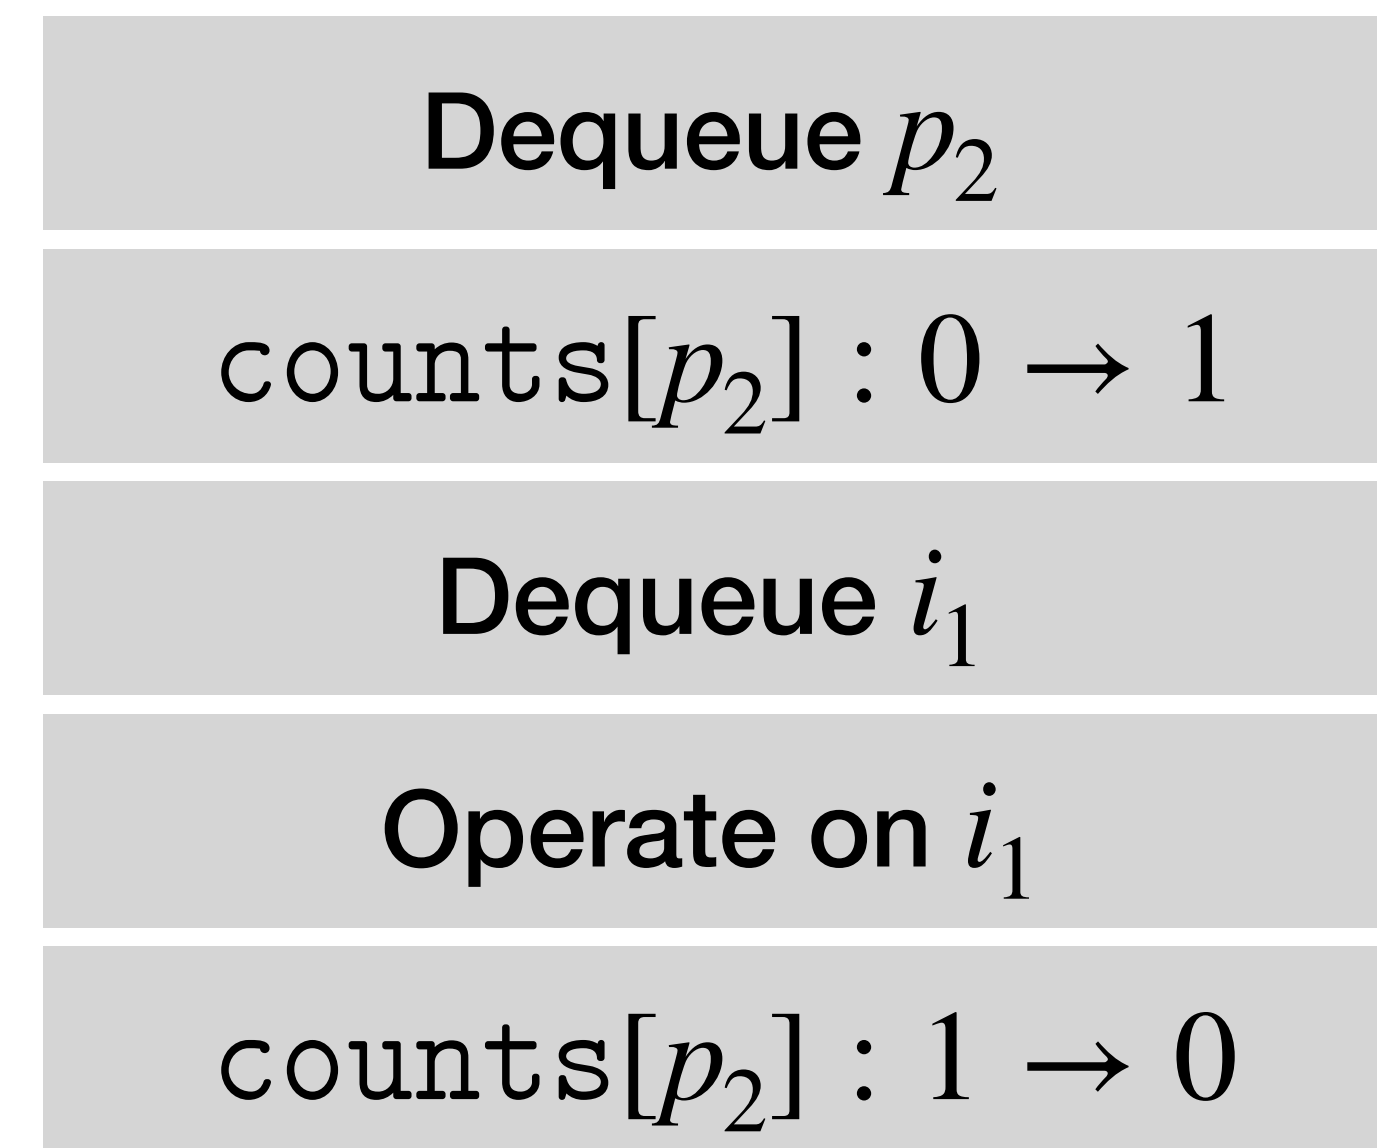 Dequeue p₂
counts[p₂] : 0 → 1
Dequeue i₁
Operate on i₁
counts[p₂] : 1 → 0